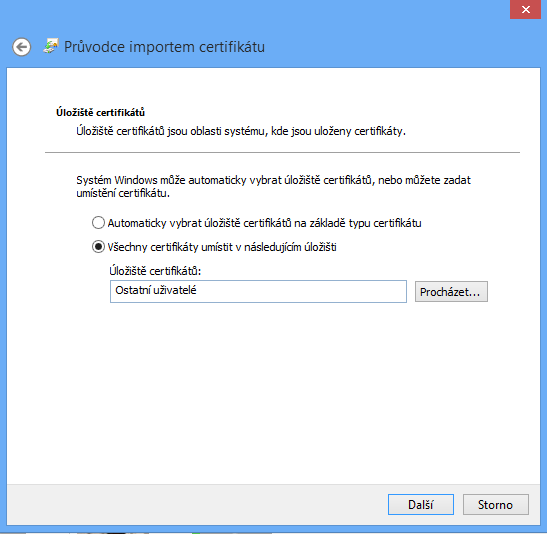 Průvodce importem certifikátu
Úložiště certifikátů
Úložiště certifikátů jsou oblasti systému, kde jsou uloženy certifikáty.
Systém Windows může automaticky vybrat úložiště certifikátů, nebo můžete zadat
umístění certifikátu.
Automaticky vybrat úložiště certifikátů na základě typu certifikátu
Všechny certifikáty umístit v následujícím úložišti
Úložiště certifikátů:
Ostatní uživatelé
Procházet...
Další
Storno